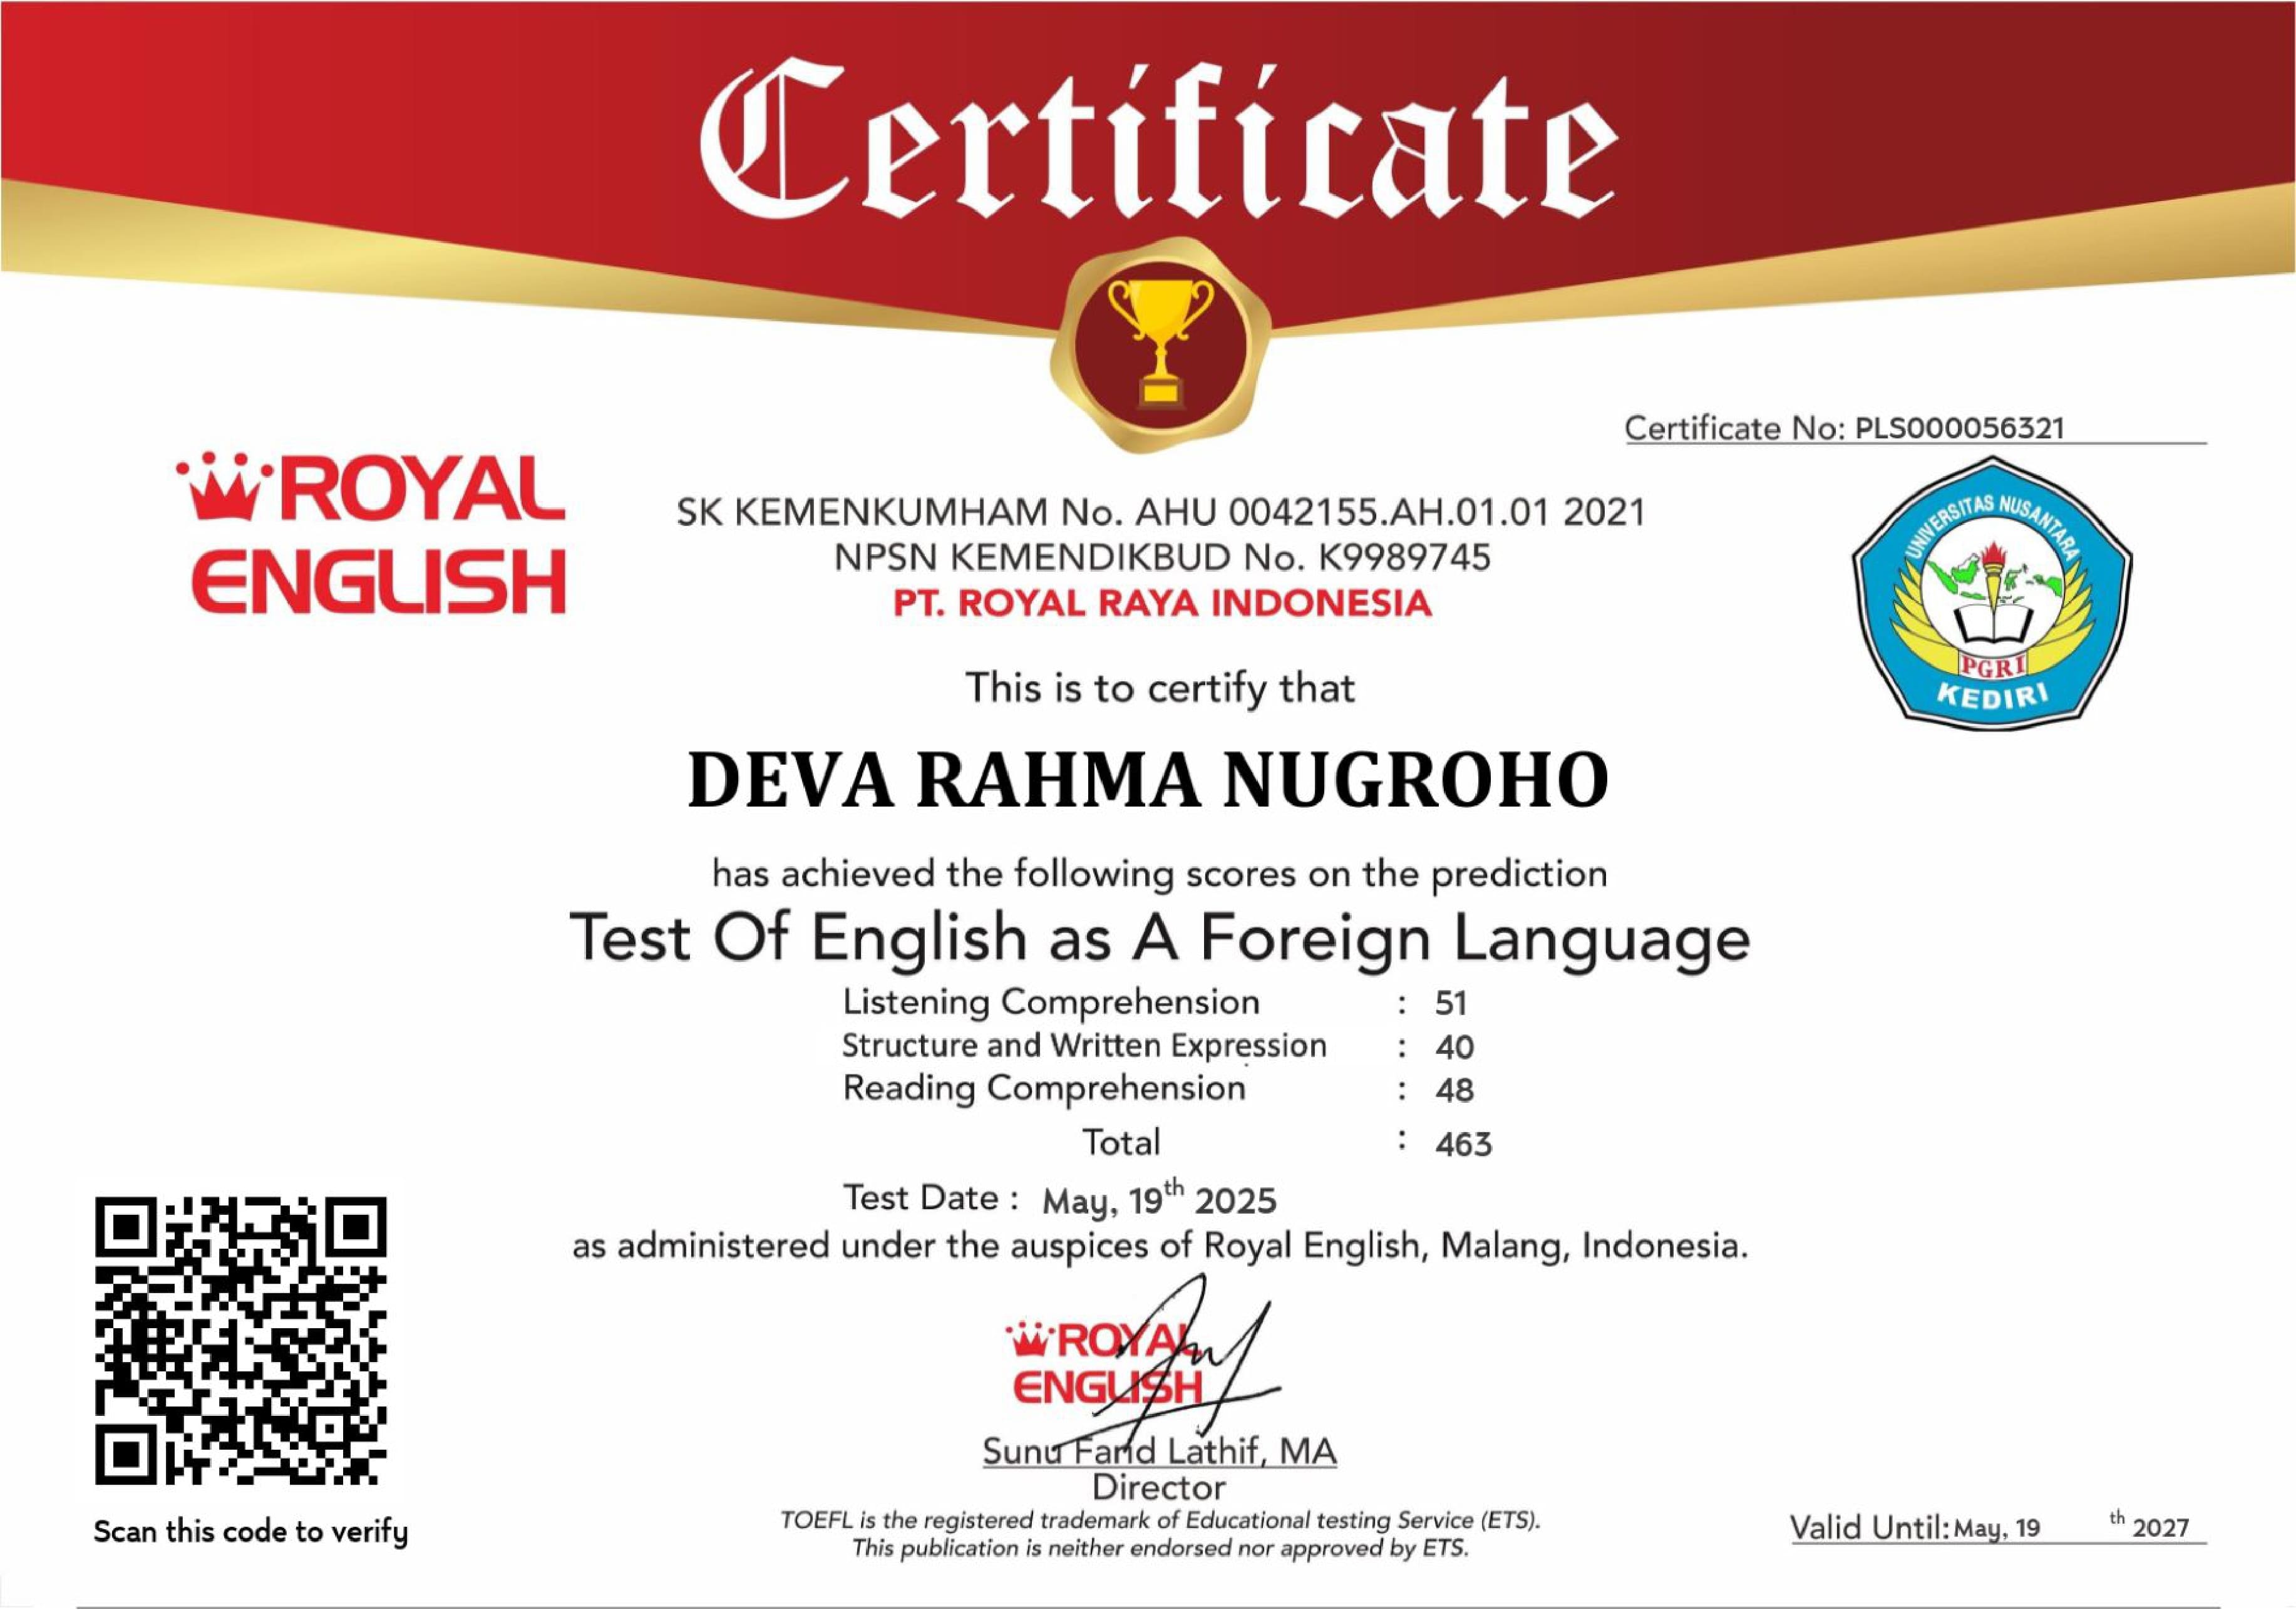 Certificate
Certificate No: PLS000056321
ROYAL
ENGLISH
SK KEMENKUMHAM No. AHU 0042155.AH.01.01 2021
NPSN KEMENDIKBUD No. K9989745
PT. ROYAL RAYA INDONESIA
UNIVERSITAS NUSANTARA
PGRI
KEDIRI
This is to certify that
DEVA RAHMA NUGROHO
has achieved the following scores on the prediction
Test Of English as A Foreign Language
Listening Comprehension : 51
Structure and Written Expression : 40
Reading Comprehension : 48
Total : 463
Test Date : May, 19th 2025
as administered under the auspices of Royal English, Malang, Indonesia.
ROYAL
ENGLISH
Sunu Farid Lathif, MA
Director
TOEFL is the registered trademark of Educational testing Service (ETS).
This publication is neither endorsed nor approved by ETS.
Scan this code to verify
Valid Until: May, 19 th 2027